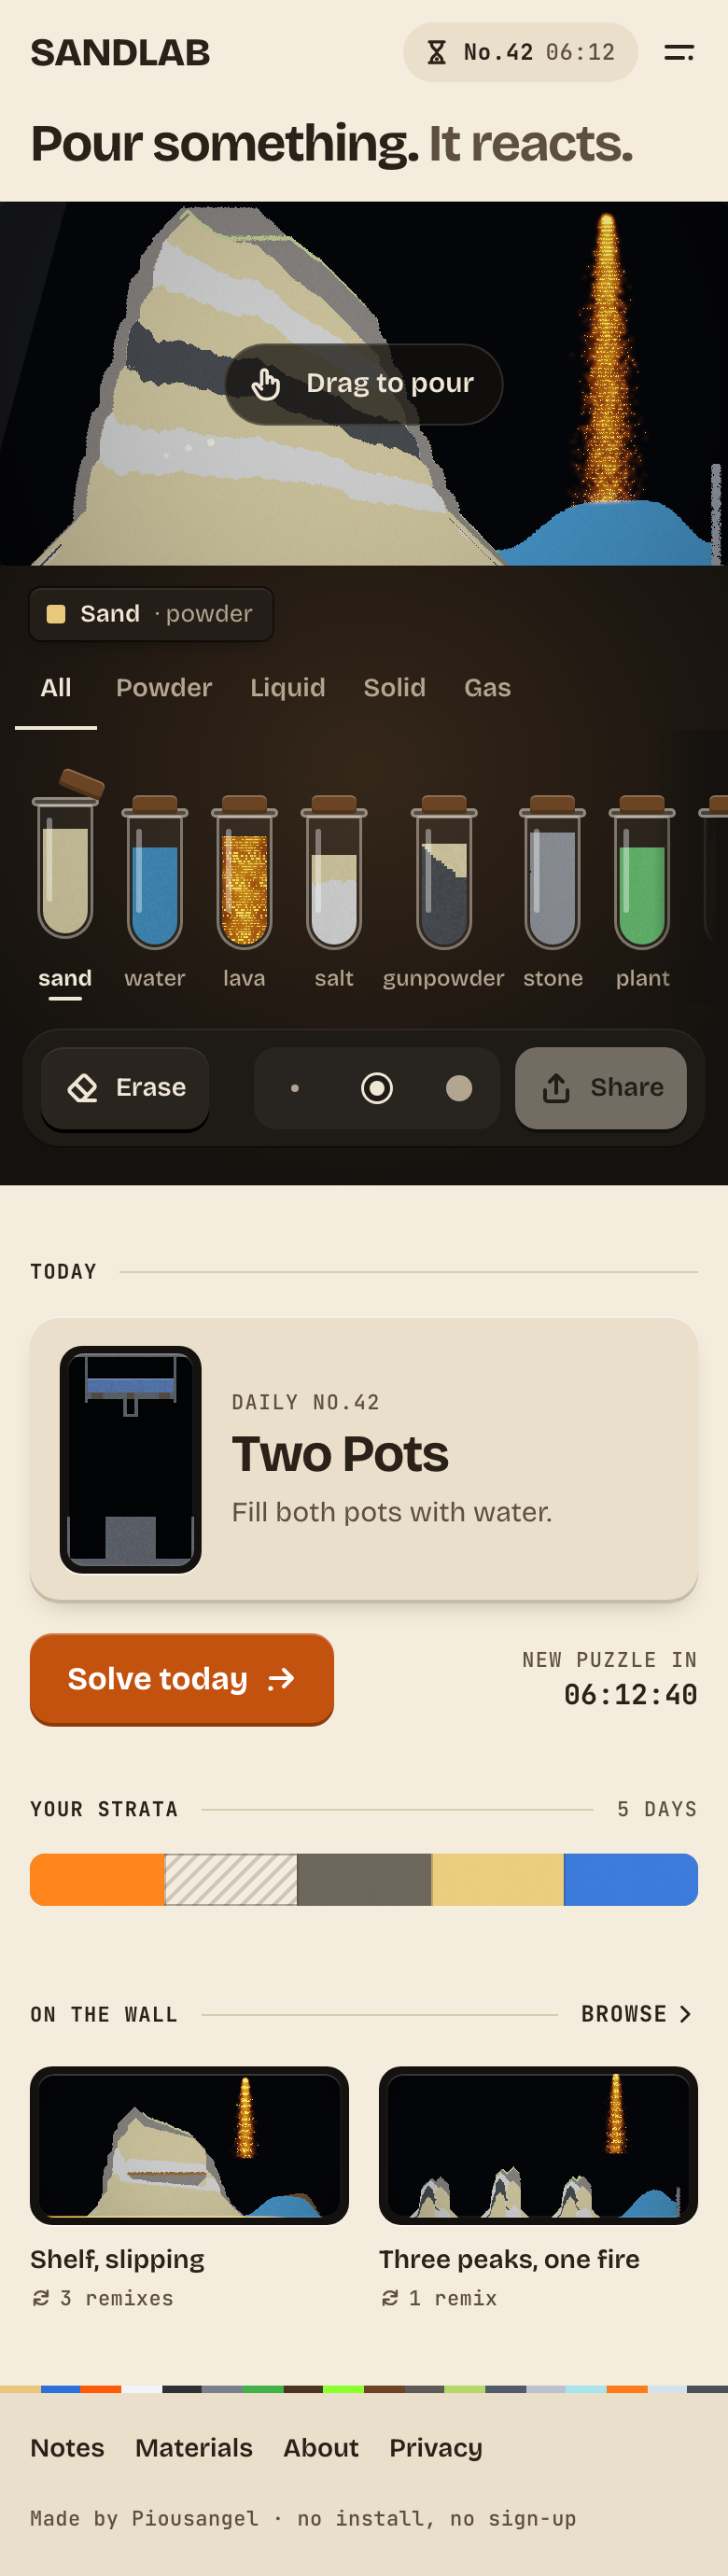 SANDLAB
No.42 06:12
Pour something. It reacts.
Drag to pour
Sand · powder
All Powder Liquid Solid Gas
sand water lava salt gunpowder stone plant
Erase Share
TODAY
DAILY NO.42
Two Pots
Fill both pots with water.
Solve today
NEW PUZZLE IN
06:12:40
YOUR STRATA 5 DAYS
ON THE WALL BROWSE
Shelf, slipping
3 remixes
Three peaks, one fire
1 remix
Notes Materials About Privacy
Made by Piousangel · no install, no sign-up